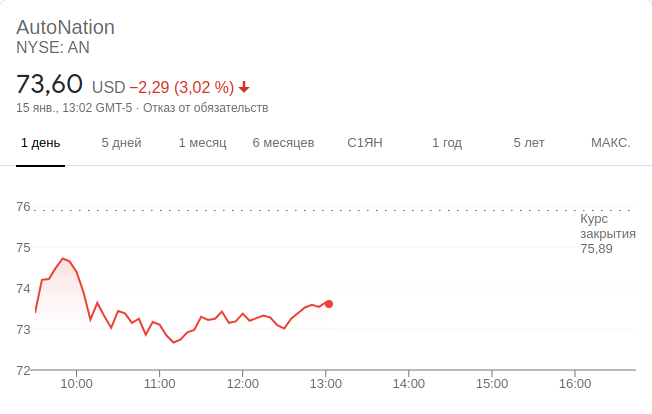 AutoNation
NYSE: AN
73,60 USD −2,29 (3,02 %)
15 янв., 13:02 GMT-5 · Отказ от обязательств
1 день 5 дней 1 месяц 6 месяцев С1ЯН 1 год 5 лет МАКС.
76
Курс
закрытия
75,89
75
74
73
72
10:00 11:00 12:00 13:00 14:00 15:00 16:00